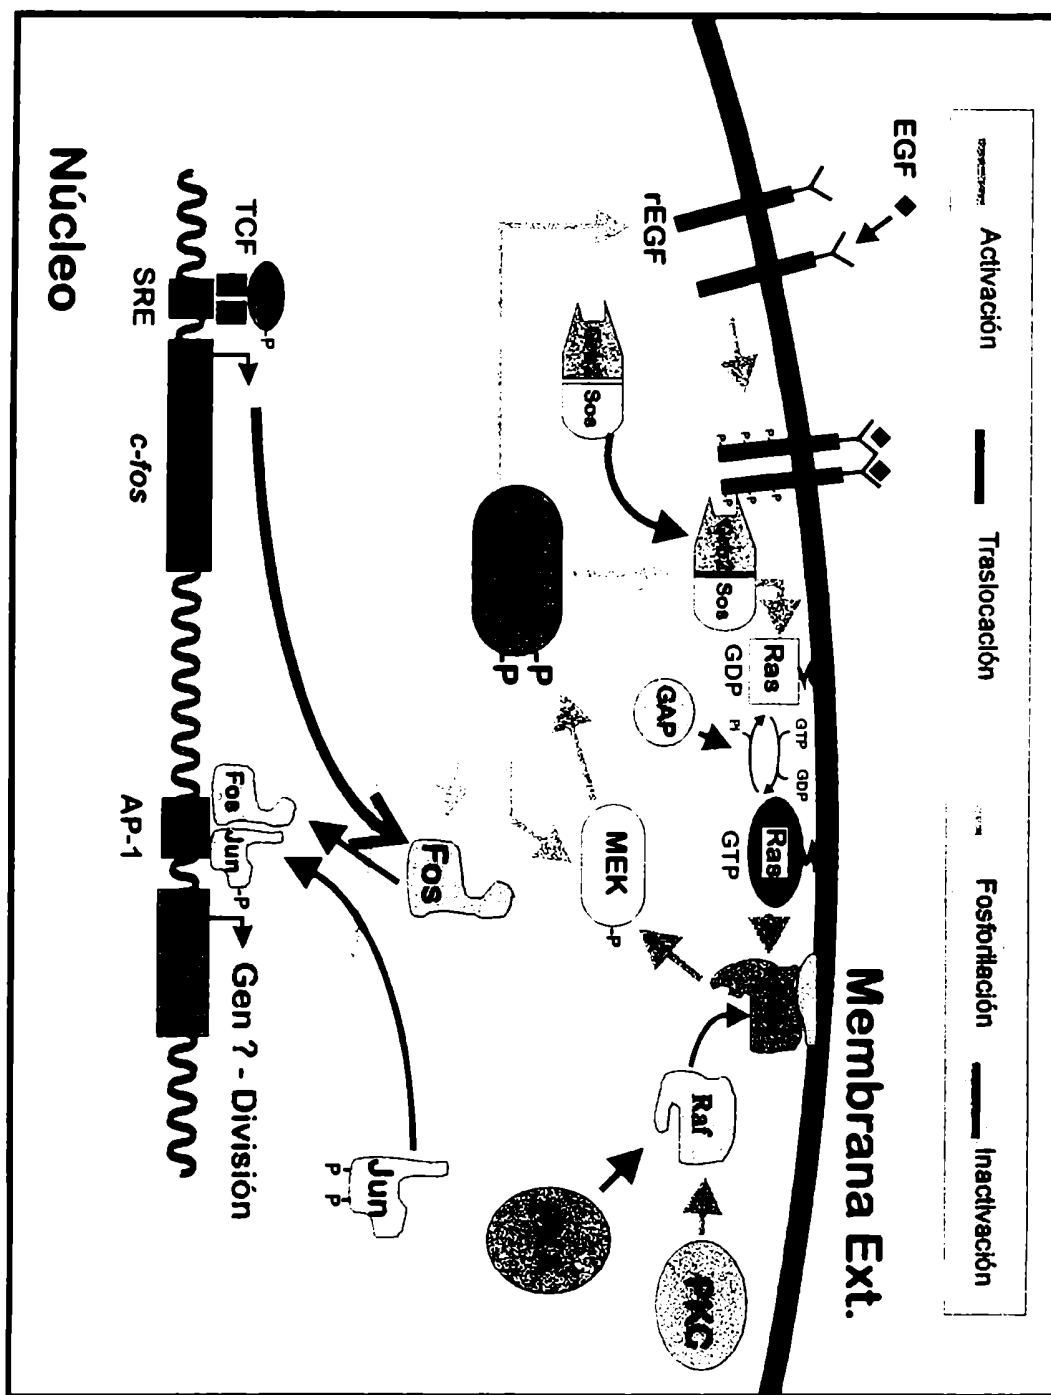 Activación
Traslocación
Fosforilación
Inactivación
EGF
Membrana Ext.
rEGF
P
P
P
P
P
P
Sos
Sos
Ras
GDP
GTP
Pi
GDP
Ras
GTP
GAP
Raf
PKC
MEK
-P
-P
-P
Fos
Jun
P
P
Núcleo
TCF
-P
SRE
c-fos
Fos
Jun
-P
AP-1
Gen ? - División